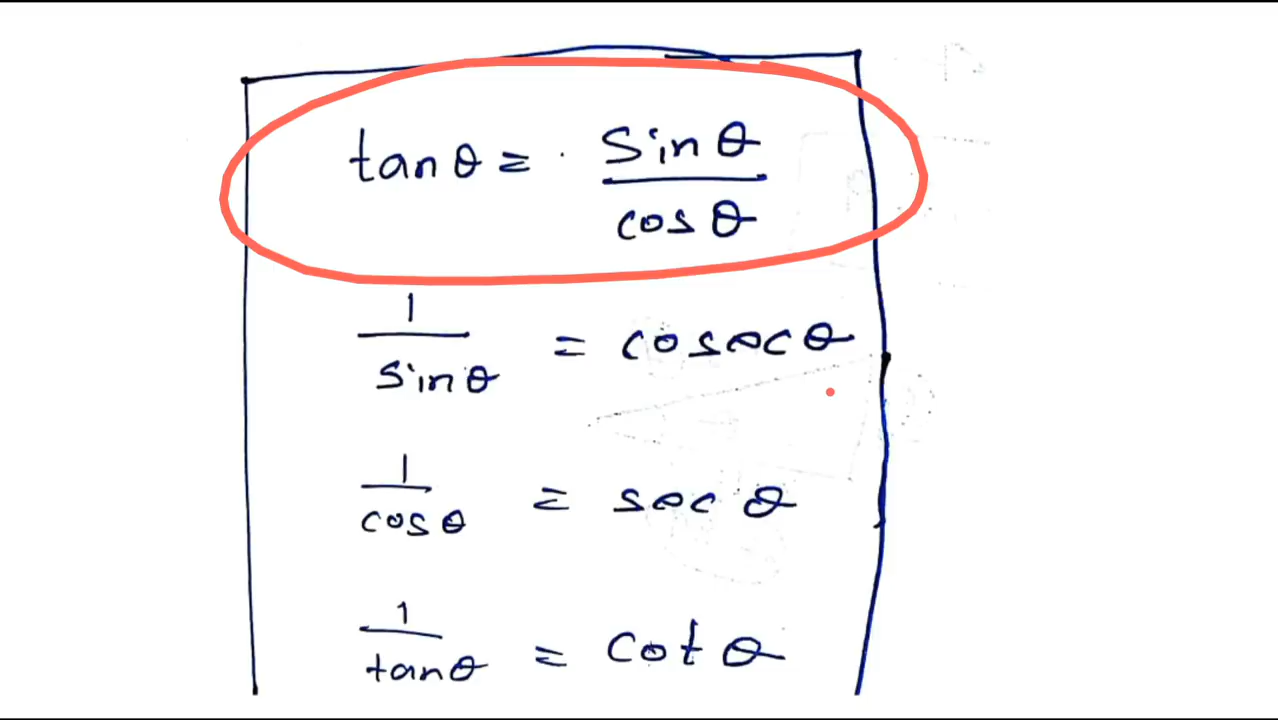 tanθ = sinθ/cosθ
1/sinθ = cosecθ
1/cosθ = secθ
1/tanθ = cotθ